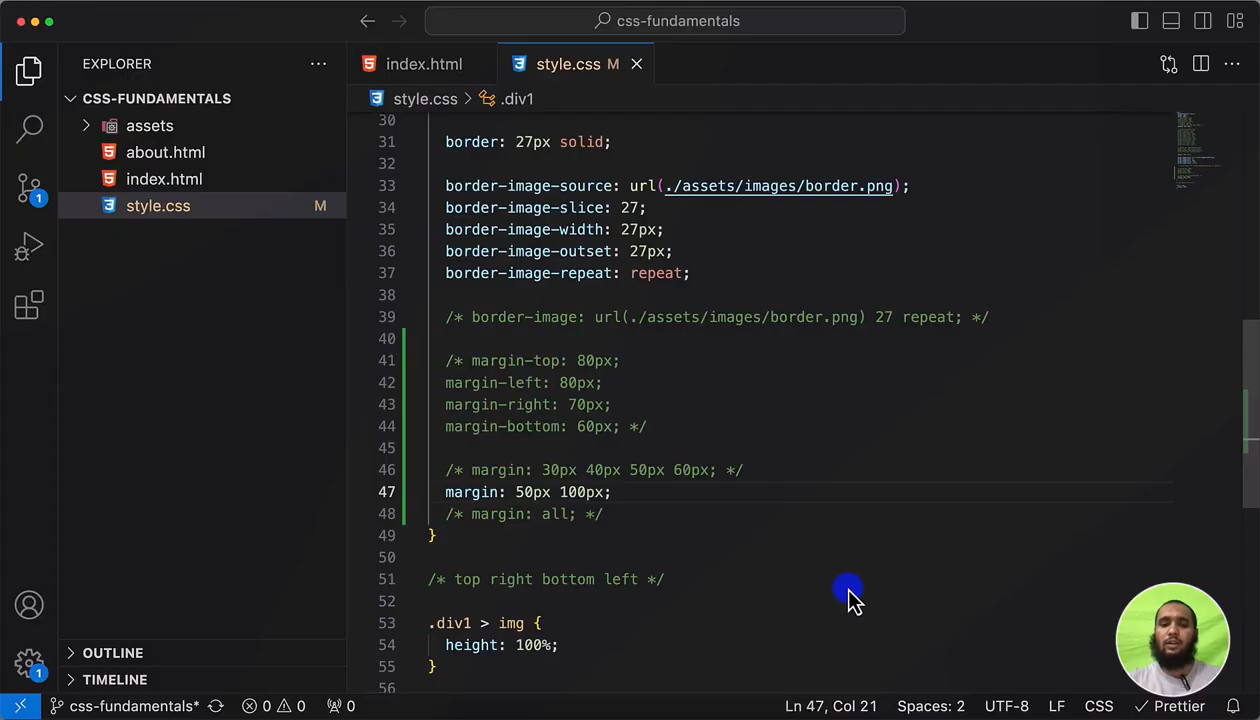 css-fundamentals
EXPLORER
index.html
style.css M
CSS-FUNDAMENTALS
style.css > .div1
assets
about.html
index.html
style.css M
30
31 border: 27px solid;
32
33 border-image-source: url(./assets/images/border.png);
34 border-image-slice: 27;
35 border-image-width: 27px;
36 border-image-outset: 27px;
37 border-image-repeat: repeat;
38
39 /* border-image: url(./assets/images/border.png) 27 repeat; */
40
41 /* margin-top: 80px;
42 margin-left: 80px;
43 margin-right: 70px;
44 margin-bottom: 60px; */
45
46 /* margin: 30px 40px 50px 60px; */
47 margin: 50px 100px;
48 /* margin: all; */
49 }
50
51 /* top right bottom left */
52
53 .div1 > img {
54 height: 100%;
55 }
56
1
1
OUTLINE
TIMELINE
css-fundamentals* 0 0 0 Ln 47, Col 21 Spaces: 2 UTF-8 LF CSS Prettier